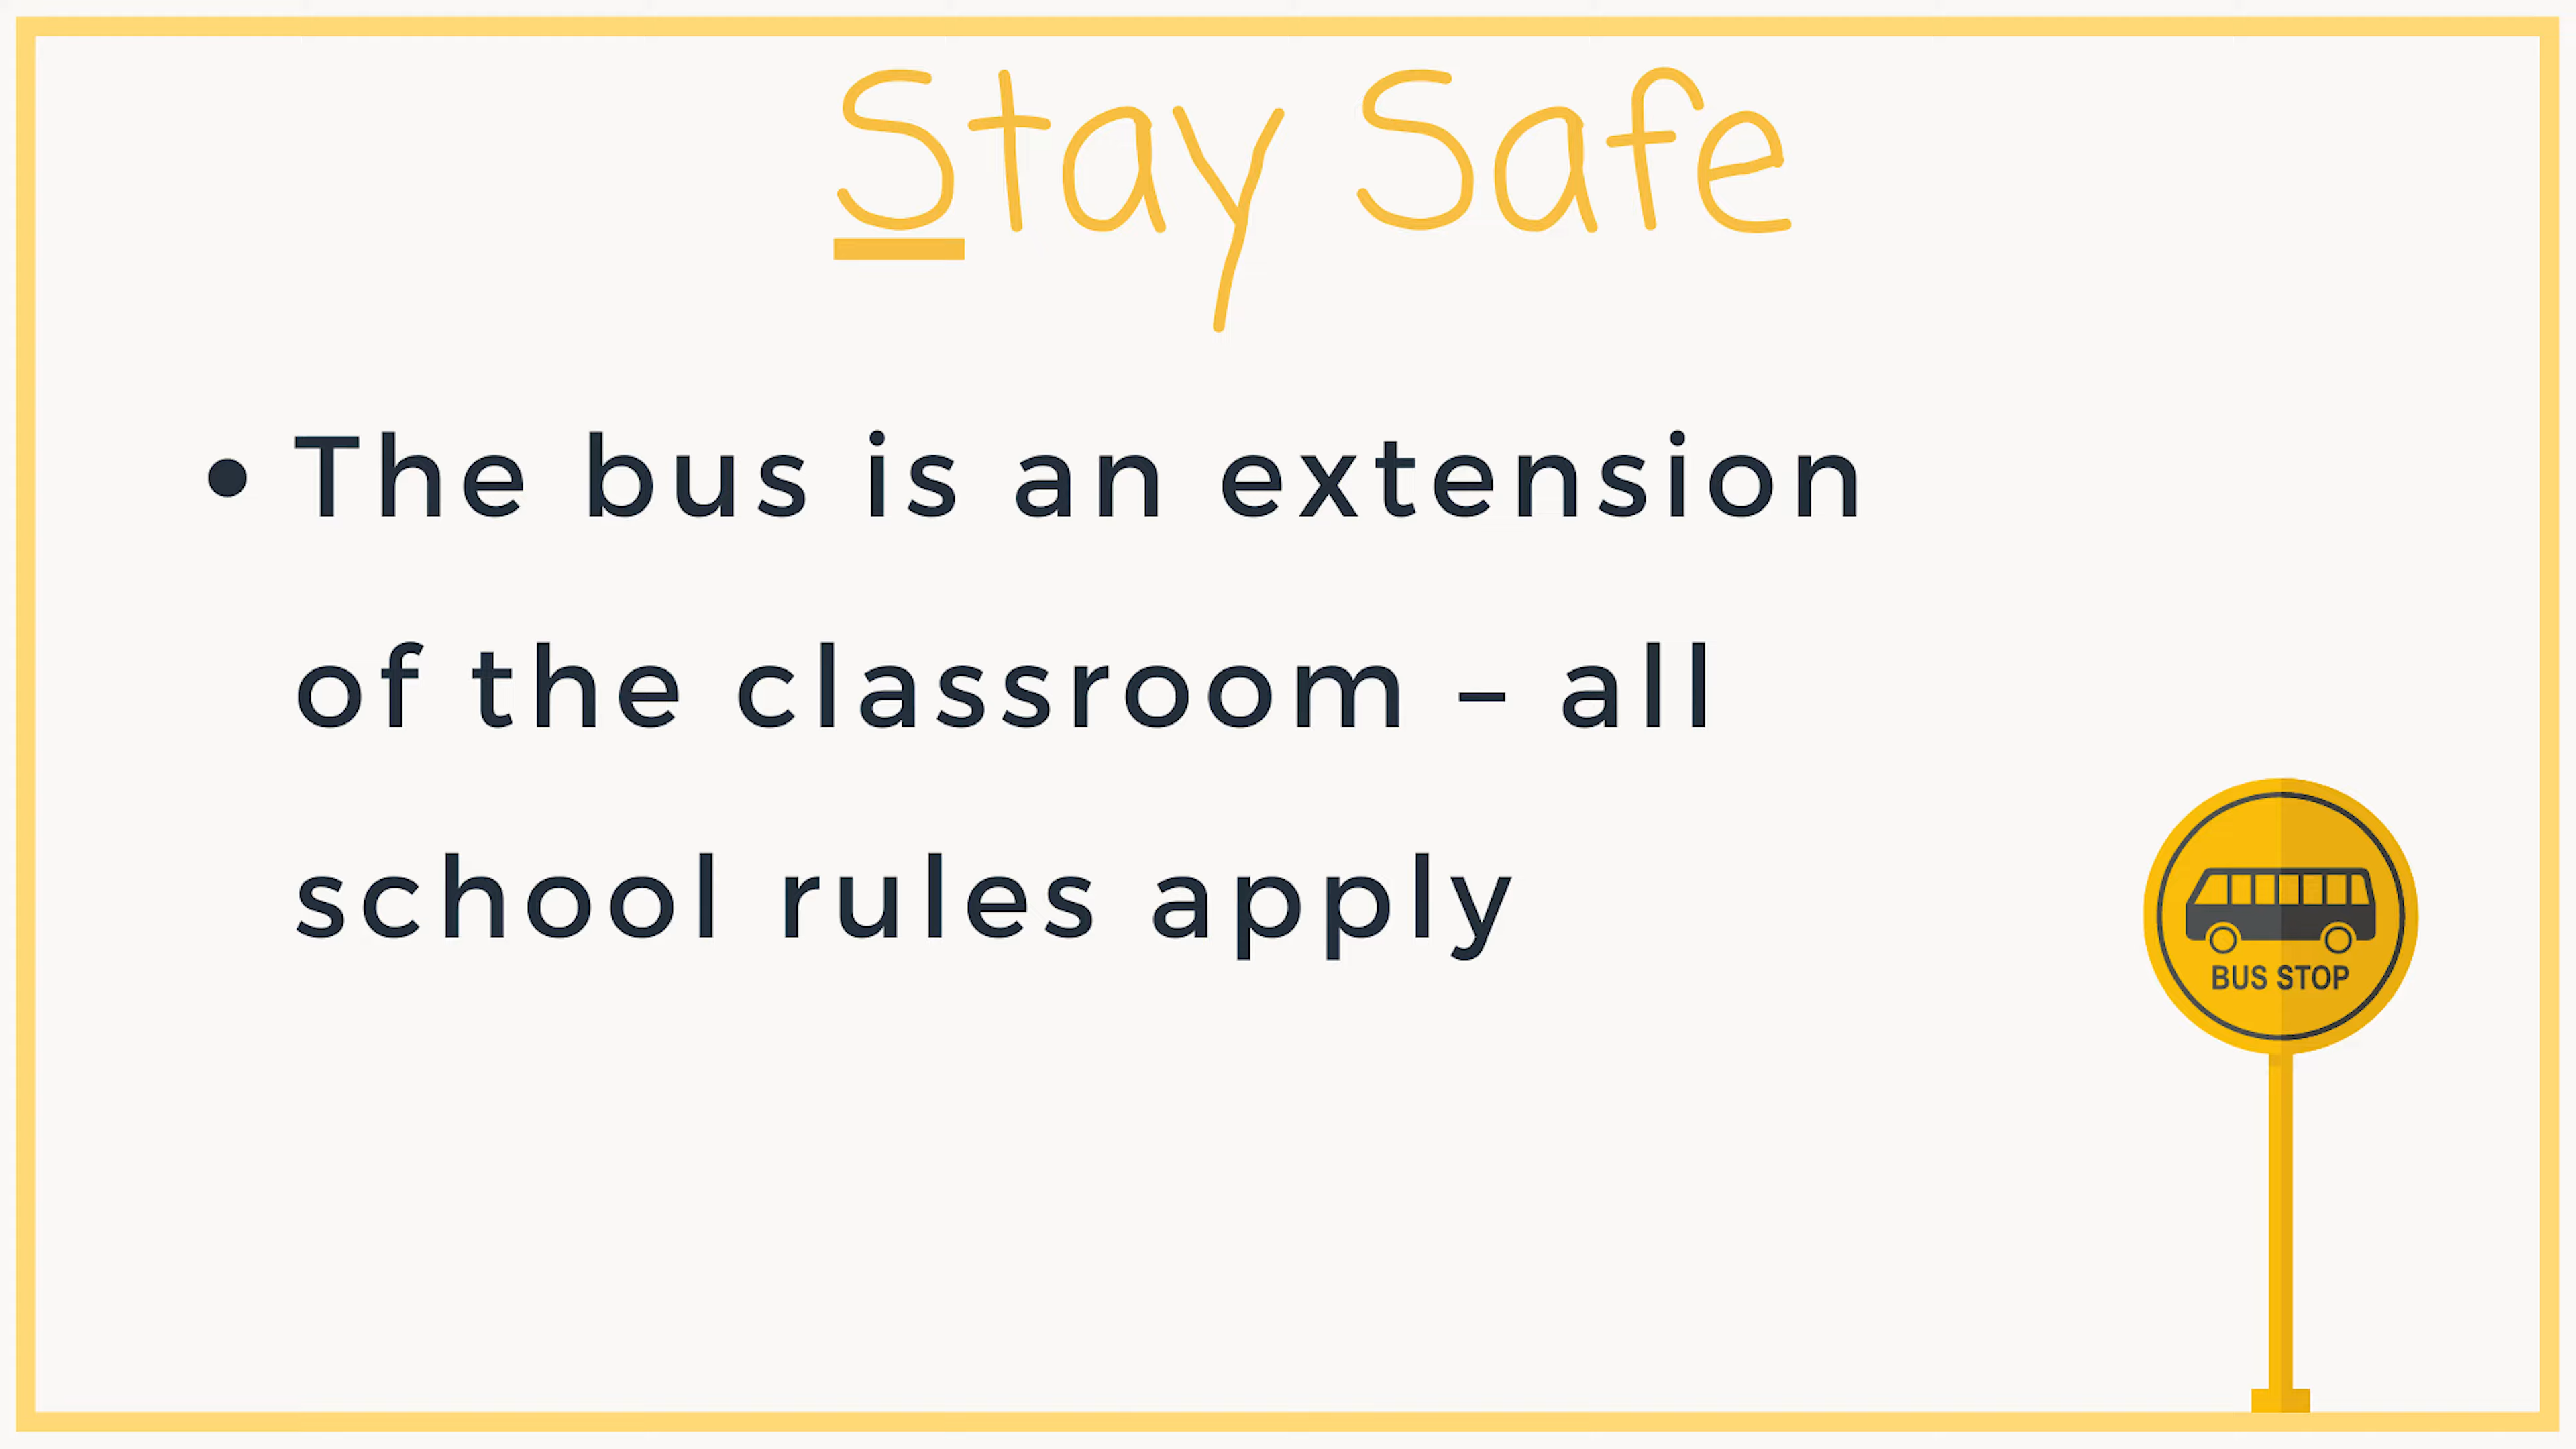 Stay Safe
• The bus is an extension
of the classroom – all
school rules apply
BUS STOP